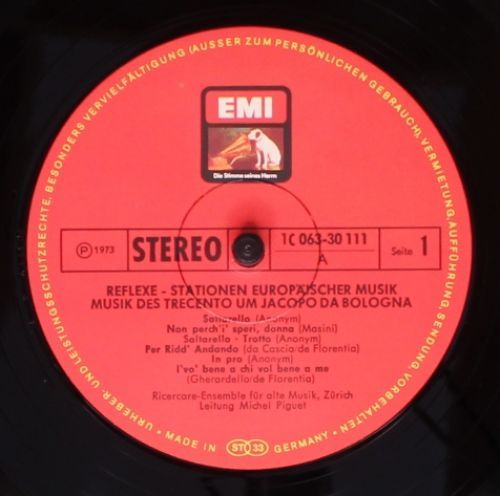 URHEBER- UND LEISTUNGSSCHUTZRECHTE, BESONDERS VERVIELFÄLTIGUNG (AUSSER ZUM PERSÖNLICHEN GEBRAUCH), VERMIETUNG, AUFFÜHRUNG, SENDUNG, VORBEHALTEN
EMI
Die Stimme seines Herrn
Ⓟ 1973
STEREO
1C 063-30 111
A
Seite 1
REFLEXE - STATIONEN EUROPÄISCHER MUSIK
MUSIK DES TRECENTO UM JACOPO DA BOLOGNA
Saltarello (Anonym)
Non perch'i' speri, donna (Masini)
Saltarello - Trotto (Anonym)
Per Ridd' Andando (da Cascia/de Florentia)
In pro (Anonym)
I'vo' bene a chi vol bene a me
(Gherardello/de Florentia)
Ricercare-Ensemble für alte Musik, Zürich
Leitung Michel Piguet
MADE IN
ST 33
GERMANY